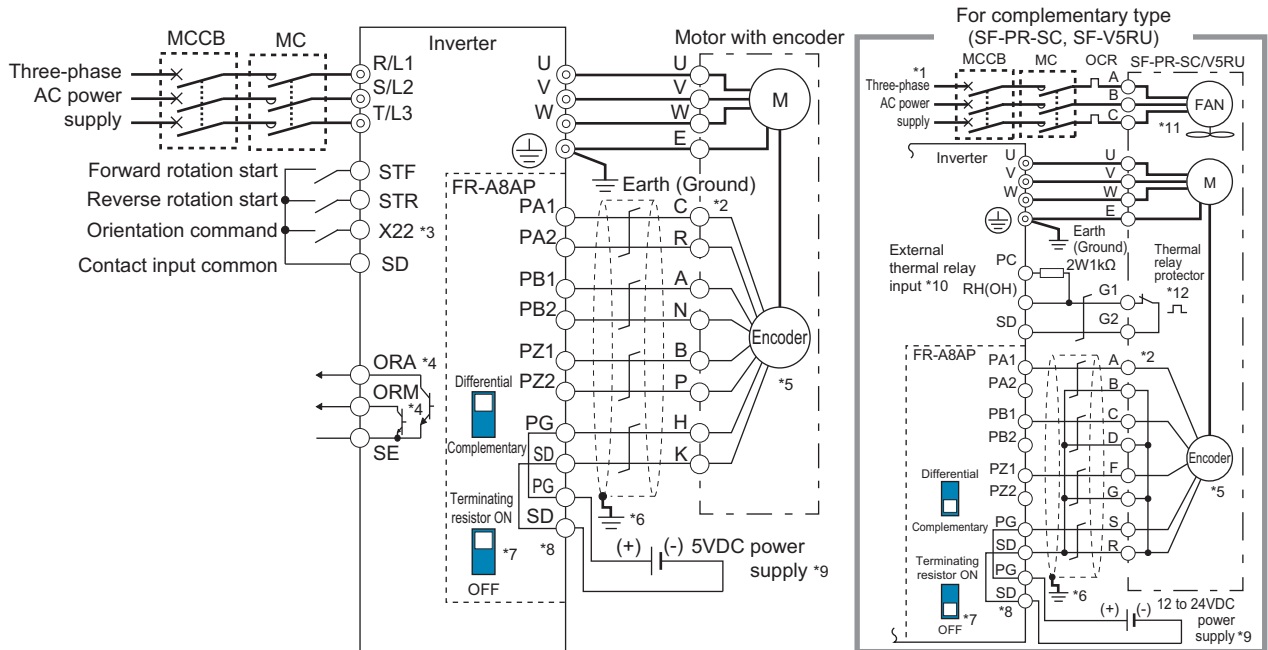 MCCB
MC
Three-phase
AC power
supply
R/L1
S/L2
T/L3
Inverter
U
V
W
Motor with encoder
U
V
W
E
M
Earth (Ground)
Forward rotation start
Reverse rotation start
Orientation command
Contact input common
STF
STR
X22 *3
SD
ORA *4
ORM
*4
SE
FR-A8AP
PA1
PA2
PB1
PB2
PZ1
PZ2
PG
SD
PG
SD
Differential
Complementary
Terminating
resistor ON
*7
OFF
*8
C
*2
R
A
N
B
P
H
K
Encoder
*5
*6
(+)
(-)
5VDC power
supply *9
For complementary type
(SF-PR-SC, SF-V5RU)
MCCB
MC
OCR
SF-PR-SC/V5RU
*1
Three-phase
AC power
supply
A
B
C
FAN
*11
Inverter
U
V
W
U
V
W
E
M
Earth
(Ground)
External
thermal relay
input *10
PC
2W1kΩ
RH(OH)
SD
G1
G2
Thermal
relay
protector
*12
FR-A8AP
PA1
PA2
PB1
PB2
PZ1
PZ2
PG
SD
PG
SD
Differential
Complementary
Terminating
resistor ON
*7
OFF
*8
A
*2
B
C
D
F
G
S
R
Encoder
*5
*6
(+)
(-)
12 to 24VDC
power
supply *9